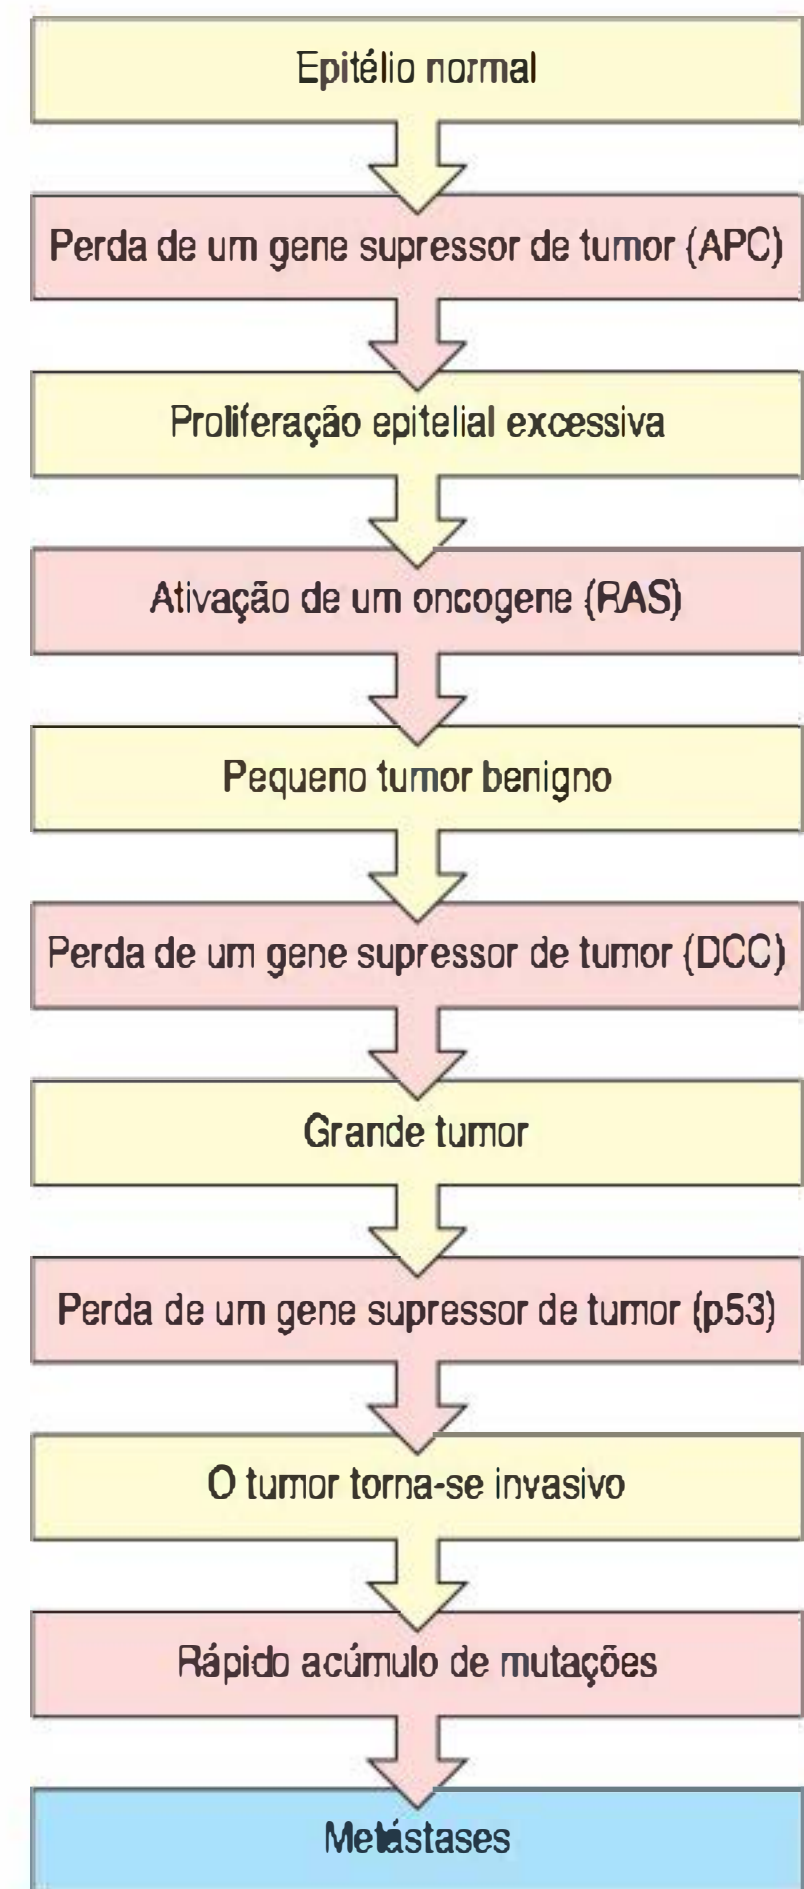 Epitélio normal
Perda de um gene supressor de tumor (APC)
Proliferação epitelial excessiva
Ativação de um oncogene (RAS)
Pequeno tumor benigno
Perda de um gene supressor de tumor (DCC)
Grande tumor
Perda de um gene supressor de tumor (p53)
O tumor torna-se invasivo
Rápido acúmulo de mutações
Metástases